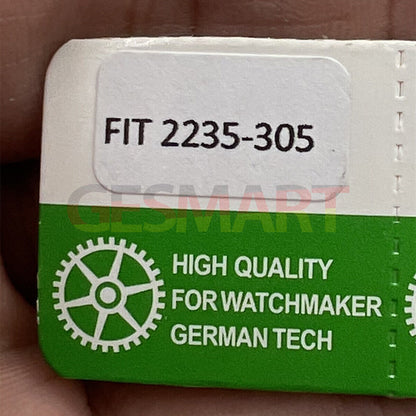 FIT 2235-305
GESMART
HIGH QUALITY
FOR WATCHMAKER
GERMAN TECH